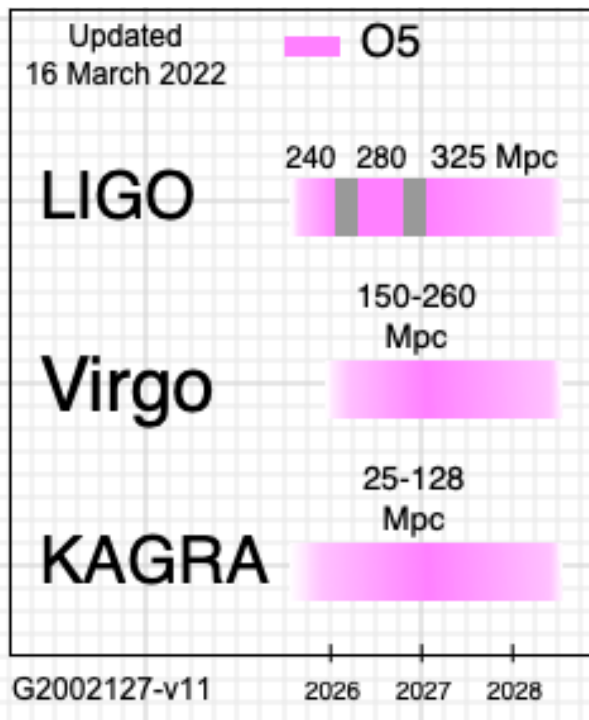 Updated
16 March 2022
O5
240 280 325 Mpc
LIGO
150-260
Mpc
Virgo
25-128
Mpc
KAGRA
G2002127-v11 2026 2027 2028